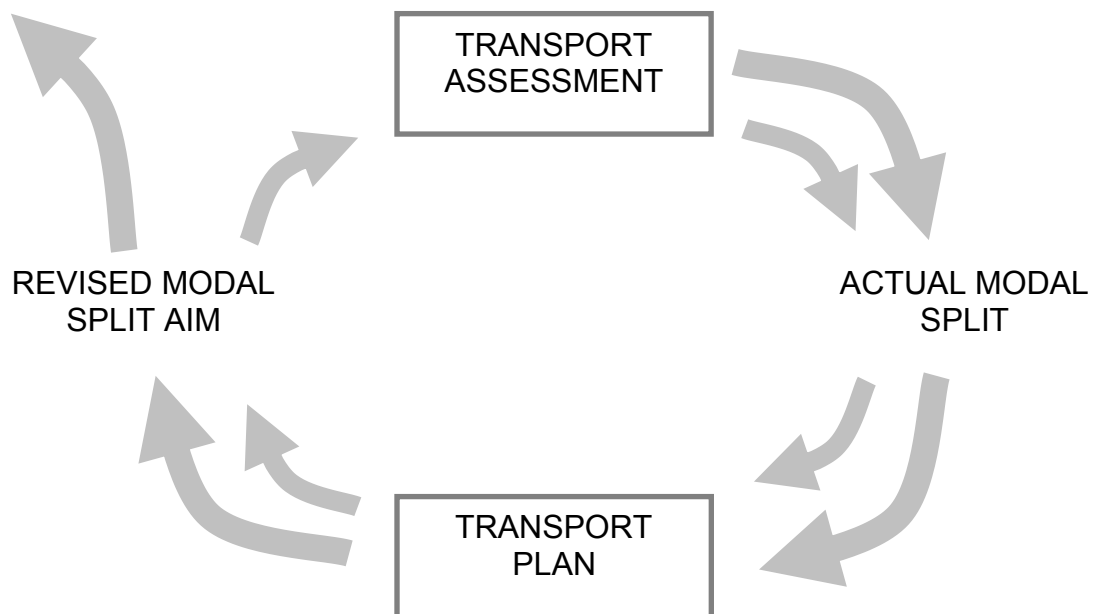 TRANSPORT
ASSESSMENT
REVISED MODAL
SPLIT AIM
ACTUAL MODAL
SPLIT
TRANSPORT
PLAN